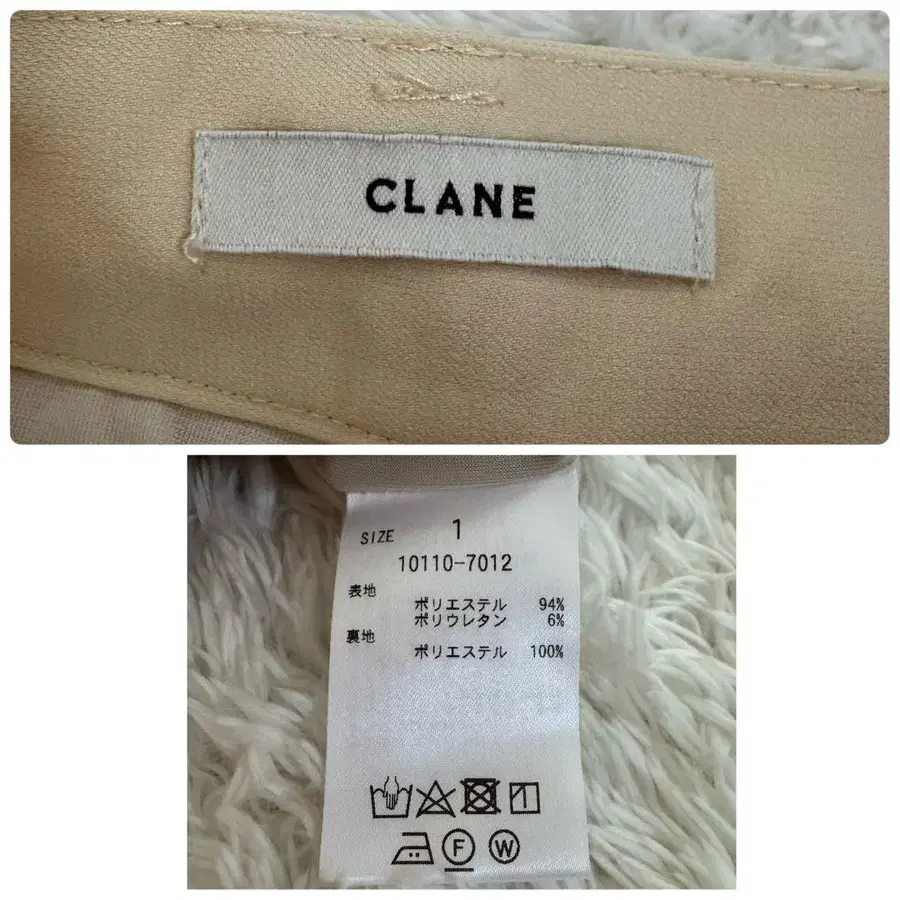 CLANE
SIZE 1
10110-7012
表地
ポリエステル 94%
ポリウレタン 6%
裏地
ポリエステル 100%
F W